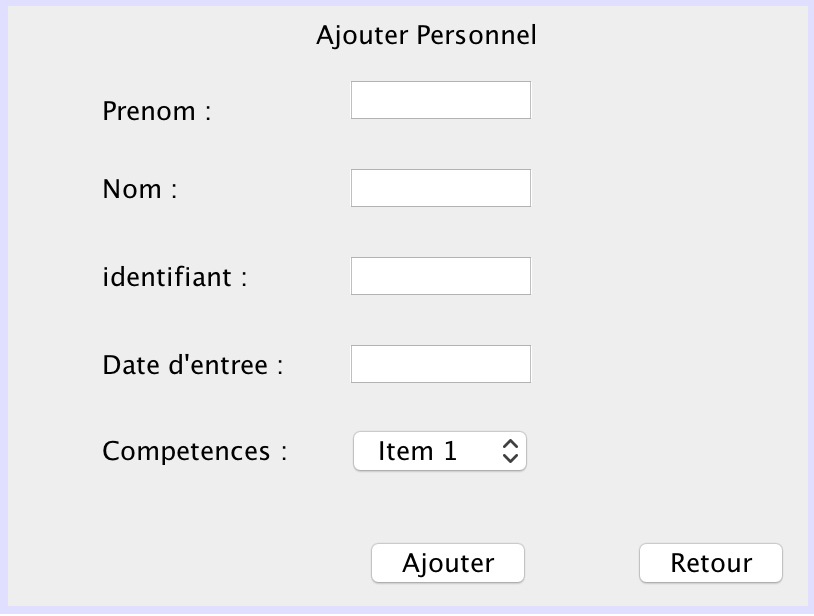 Ajouter Personnel
Prenom :
Nom :
identifiant :
Date d'entree :
Competences : Item 1
Ajouter Retour